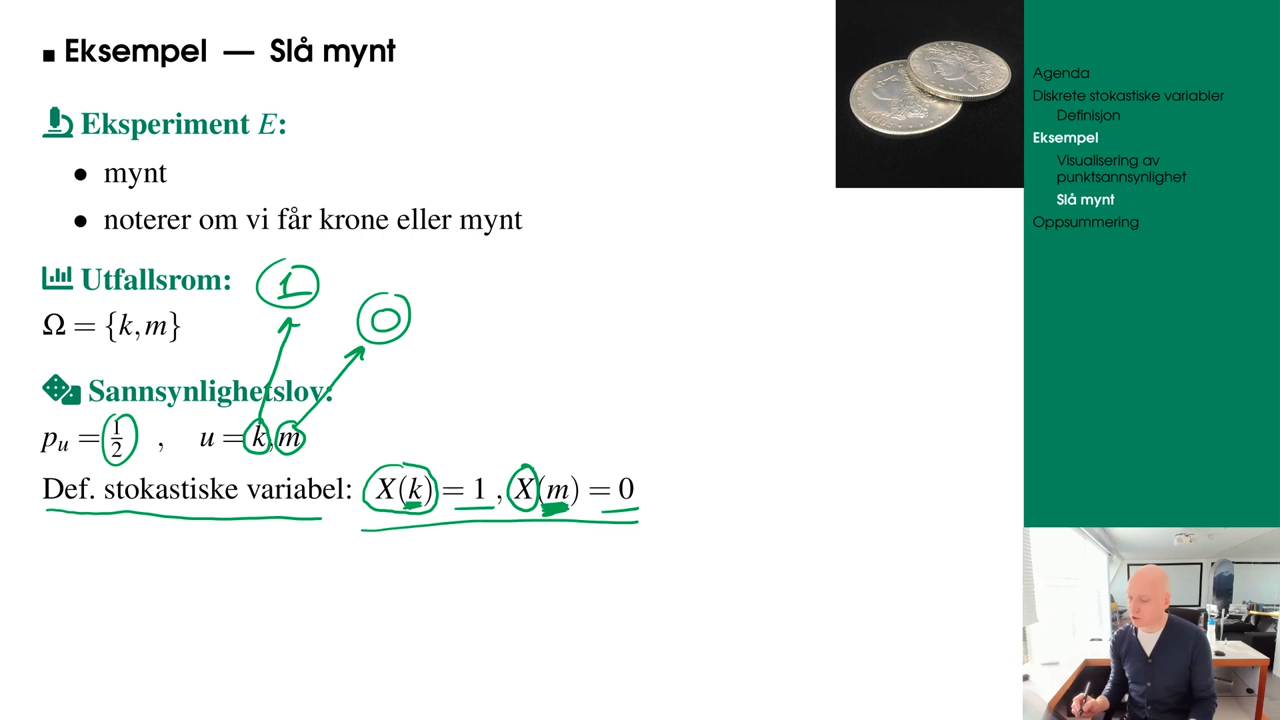 Eksempel — Slå mynt
Eksperiment E:
• mynt
• noterer om vi får krone eller mynt
Utfallsrom:
1
0
Ω = {k, m}
Sannsynlighetslov:
p_u = 1/2 , u = k, m
Def. stokastiske variabel: X(k) = 1 , X(m) = 0
Agenda
Diskrete stokastiske variabler
Definisjon
Eksempel
Visualisering av
punktsannsynlighet
Slå mynt
Oppsummering